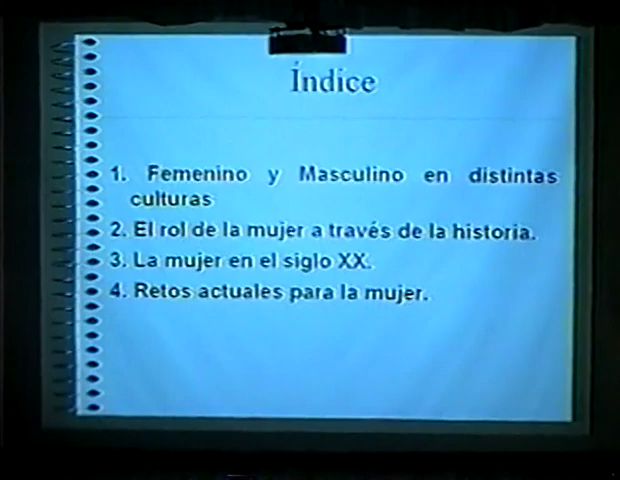 Índice
1. Femenino y Masculino en distintas
culturas
2. El rol de la mujer a través de la historia.
3. La mujer en el siglo XX.
4. Retos actuales para la mujer.